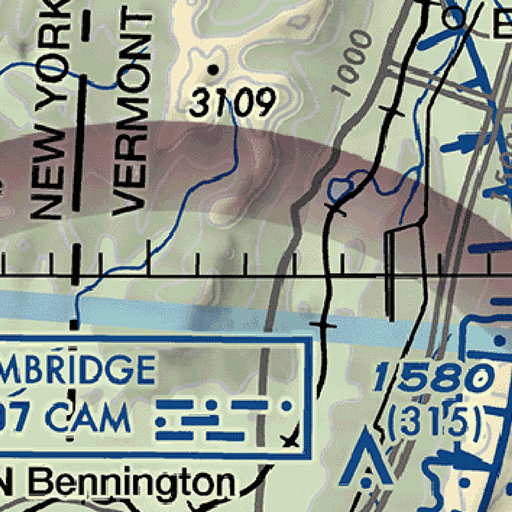 NEW YORK
VERMONT
3109
1000
MBRIDGE
07 CAM
N Bennington
1580
(315)